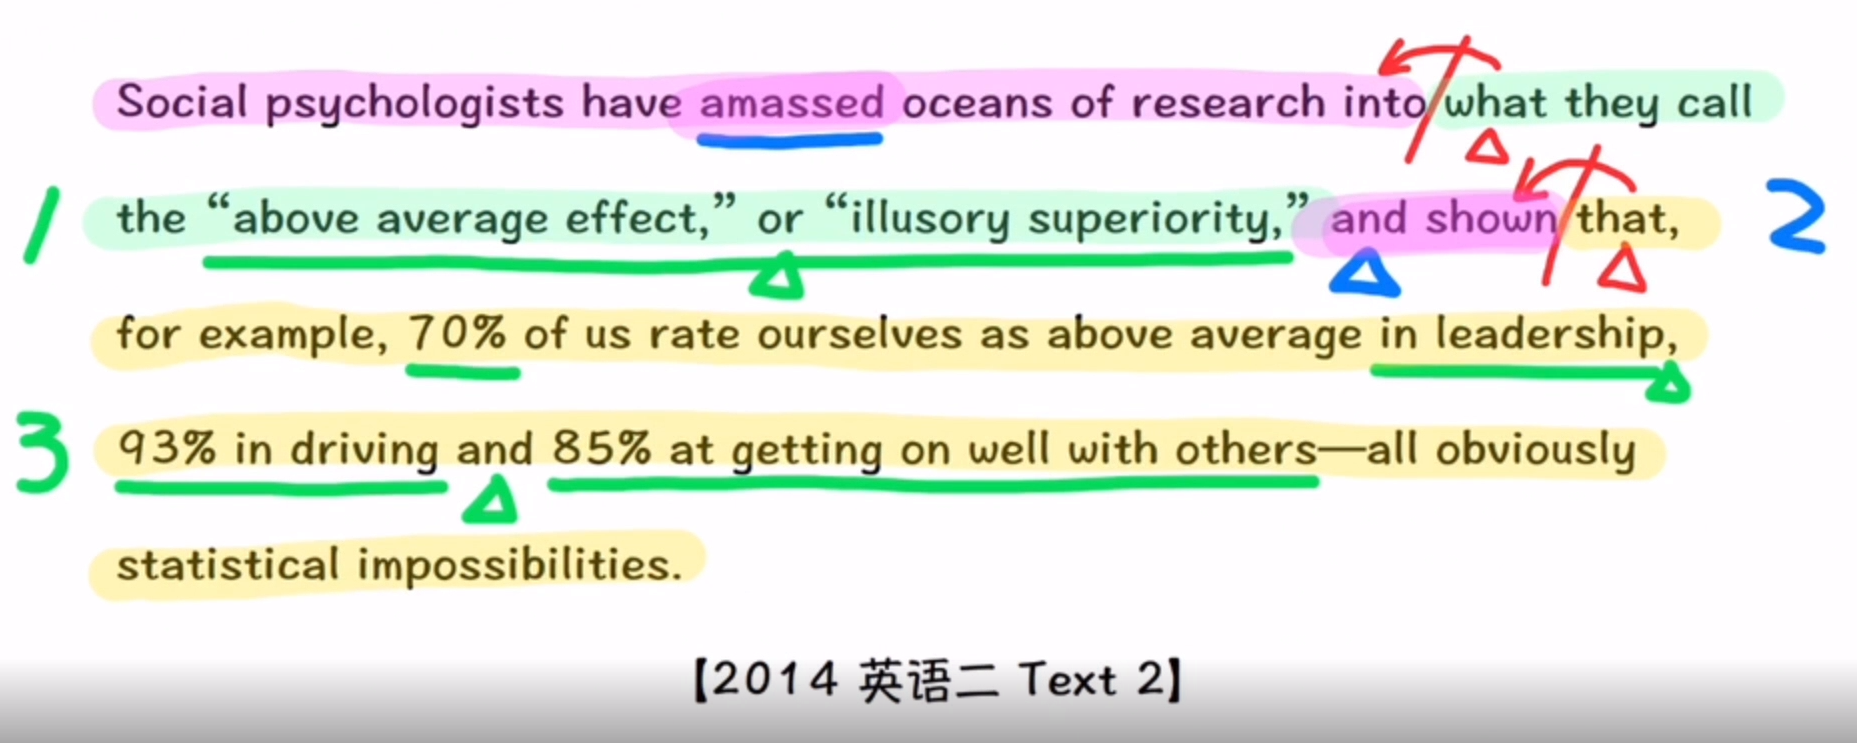 Social psychologists have amassed oceans of research into what they call
1 the “above average effect,” or “illusory superiority,” and shown that, 2
for example, 70% of us rate ourselves as above average in leadership,
3 93% in driving and 85% at getting on well with others—all obviously
statistical impossibilities.
【2014 英语二 Text 2】